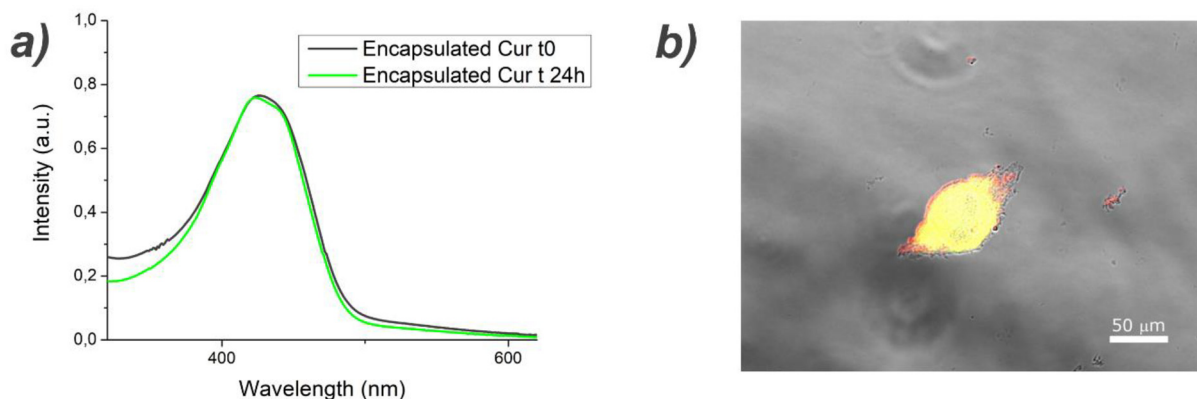 a)
Encapsulated Cur t0
Encapsulated Cur t 24h
1,0
0,8
0,6
0,4
0,2
0,0
Intensity (a.u.)
400
600
Wavelength (nm)
b)
50 μm